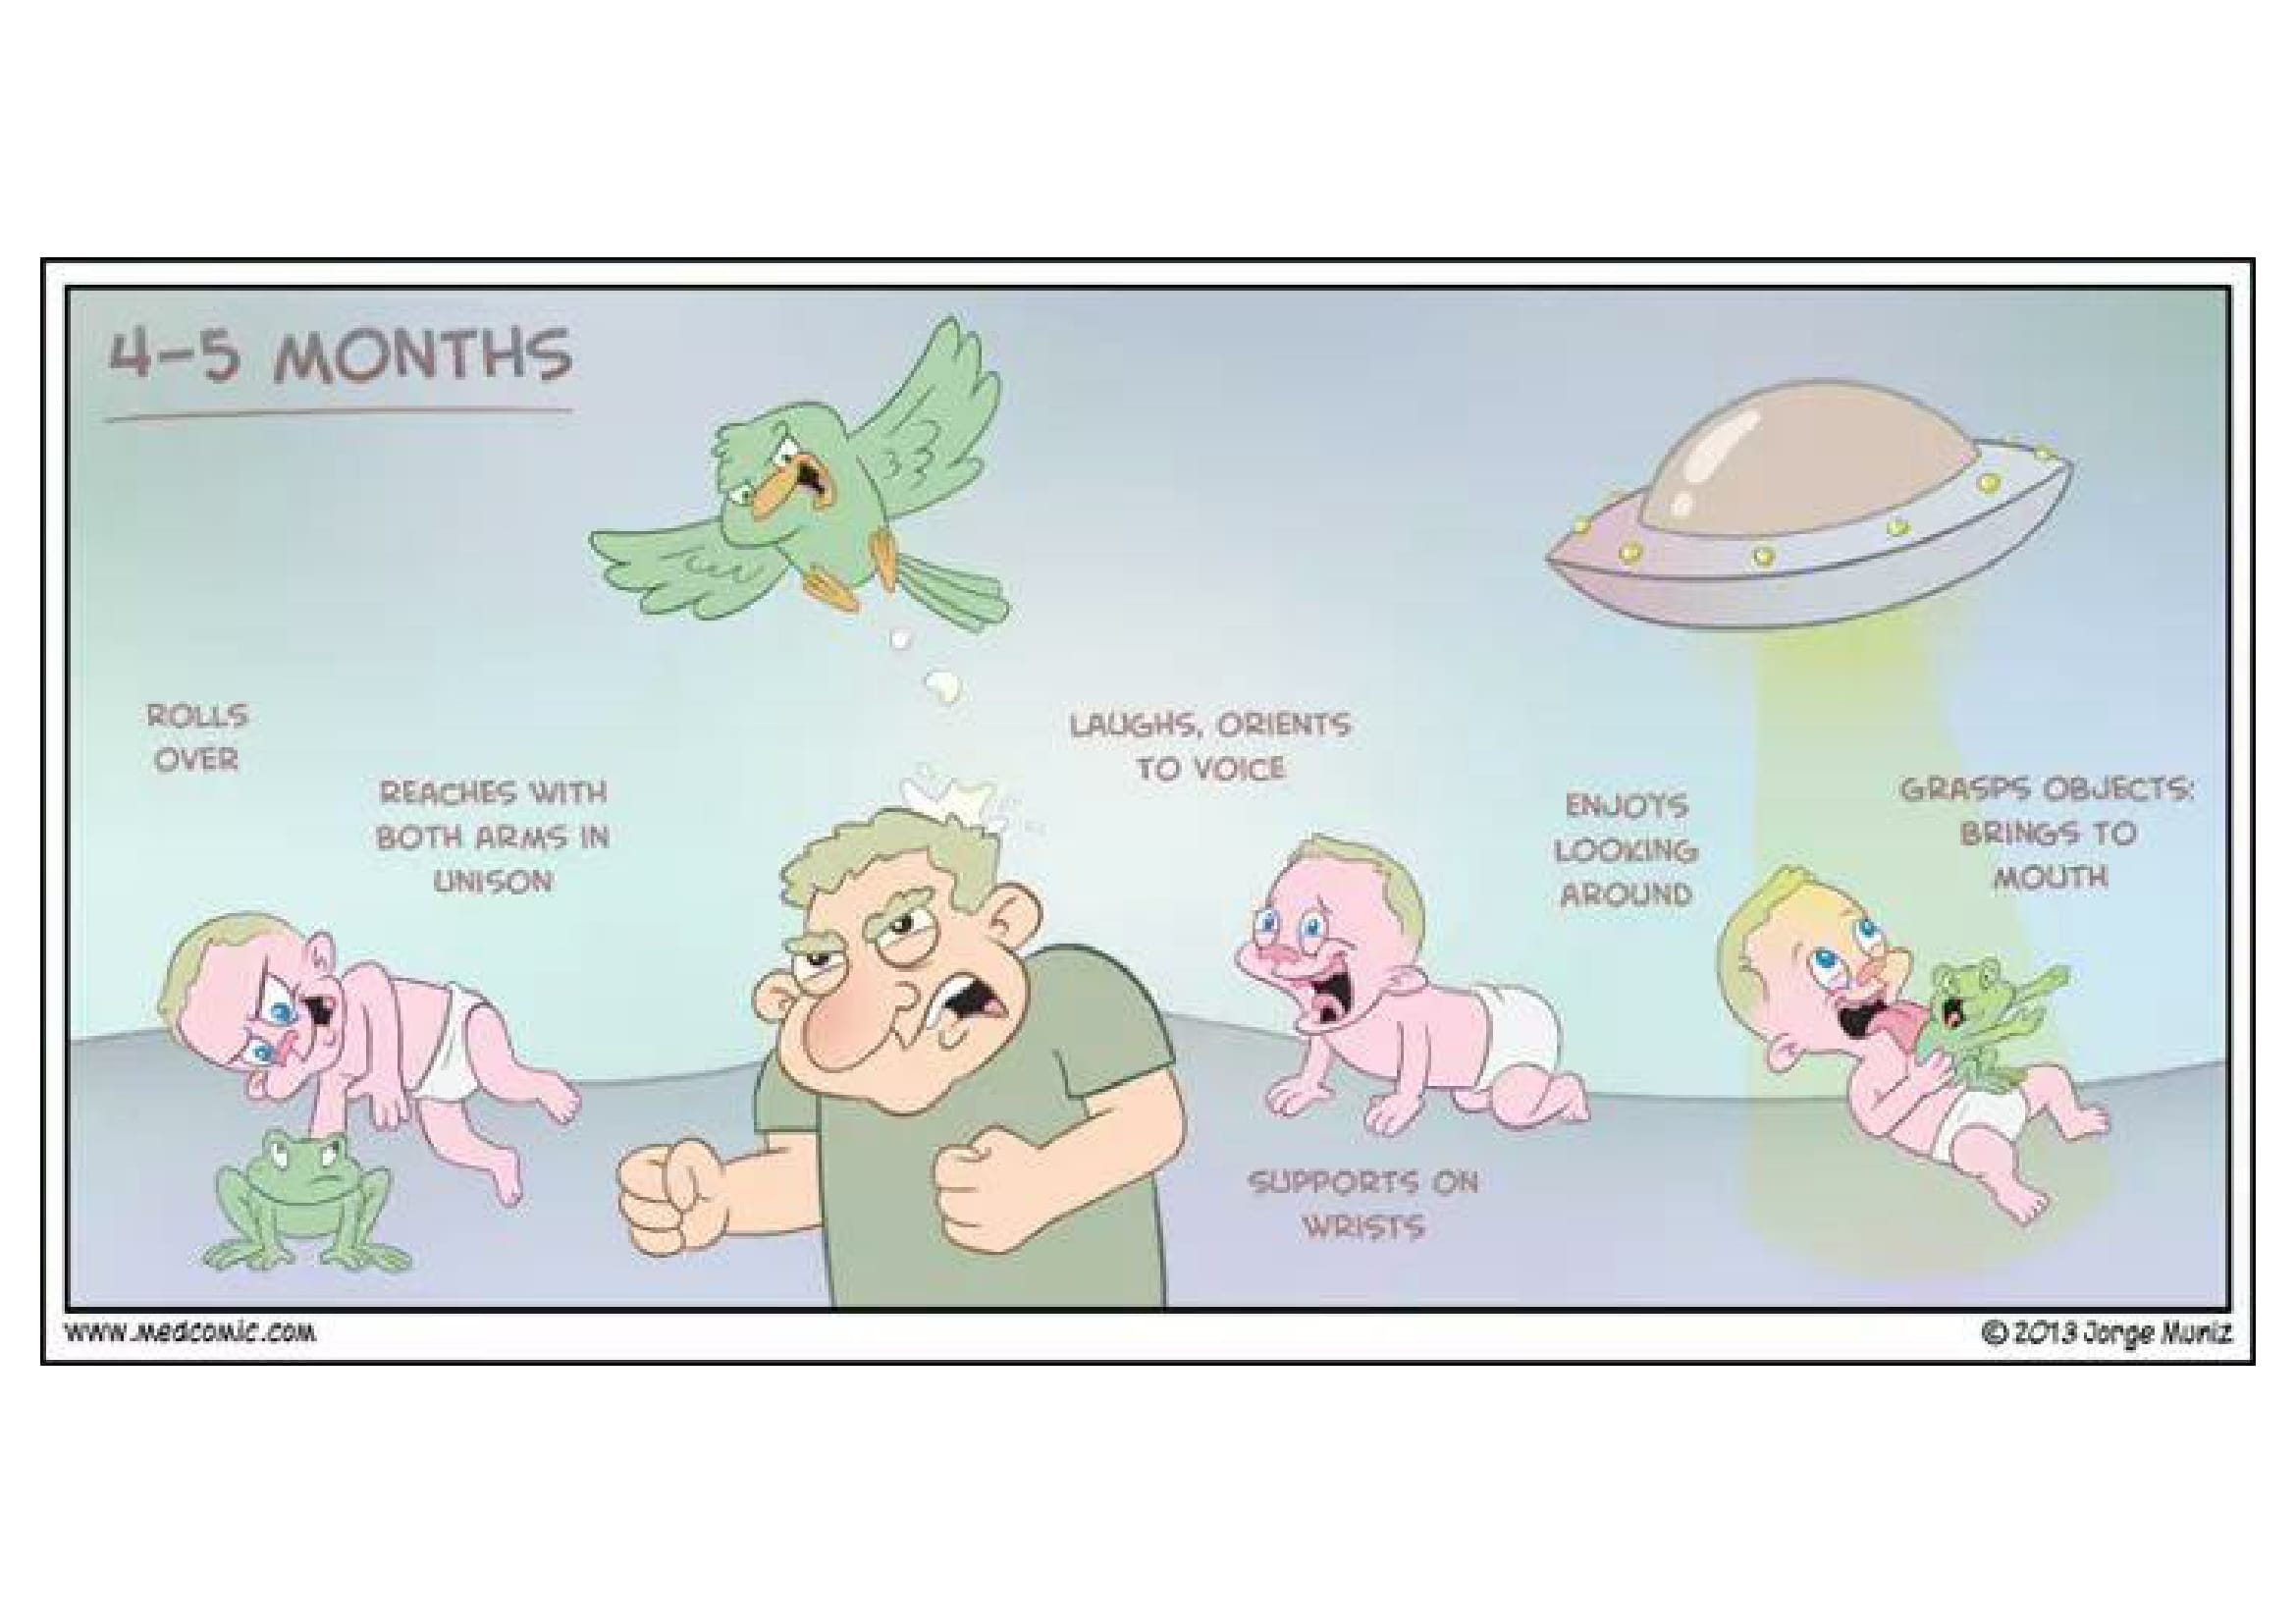 4-5 MONTHS
ROLLS
OVER
REACHES WITH
BOTH ARMS IN
UNISON
LAUGHS, ORIENTS
TO VOICE
SUPPORTS ON
WRISTS
ENJOYS
LOOKING
AROUND
GRASPS OBJECTS:
BRINGS TO
MOUTH
www.medcomic.com
© 2013 Jorge Muniz